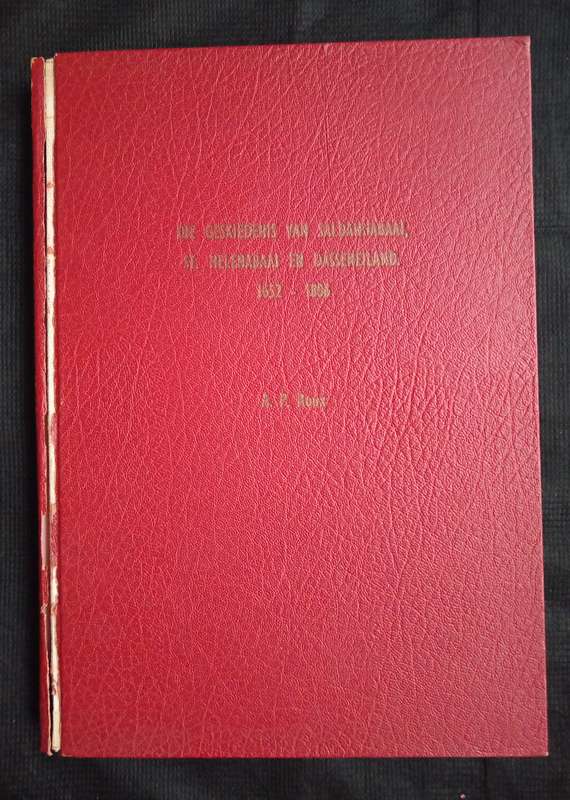 DIE GESKIEDENIS VAN SALDANHABAAI,
ST. HELENABAAI EN DASSENEILAND.
1652 - 1806
A. P. Roux